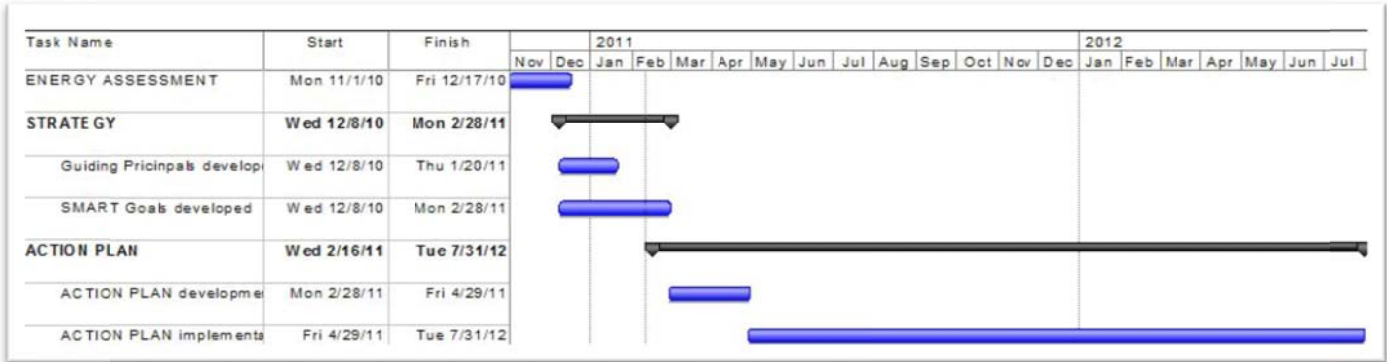 Task Name Start Finish 2011 2012
Nov Dec Jan Feb Mar Apr May Jun Jul Aug Sep Oct Nov Dec Jan Feb Mar Apr May Jun Jul
ENERGY ASSESSMENT Mon 11/1/10 Fri 12/17/10
STRATEGY Wed 12/8/10 Mon 2/28/11
Guiding Pricinpals develop Wed 12/8/10 Thu 1/20/11
SMART Goals developed Wed 12/8/10 Mon 2/28/11
ACTION PLAN Wed 2/16/11 Tue 7/31/12
ACTION PLAN developme Mon 2/28/11 Fri 4/29/11
ACTION PLAN implementa Fri 4/29/11 Tue 7/31/12